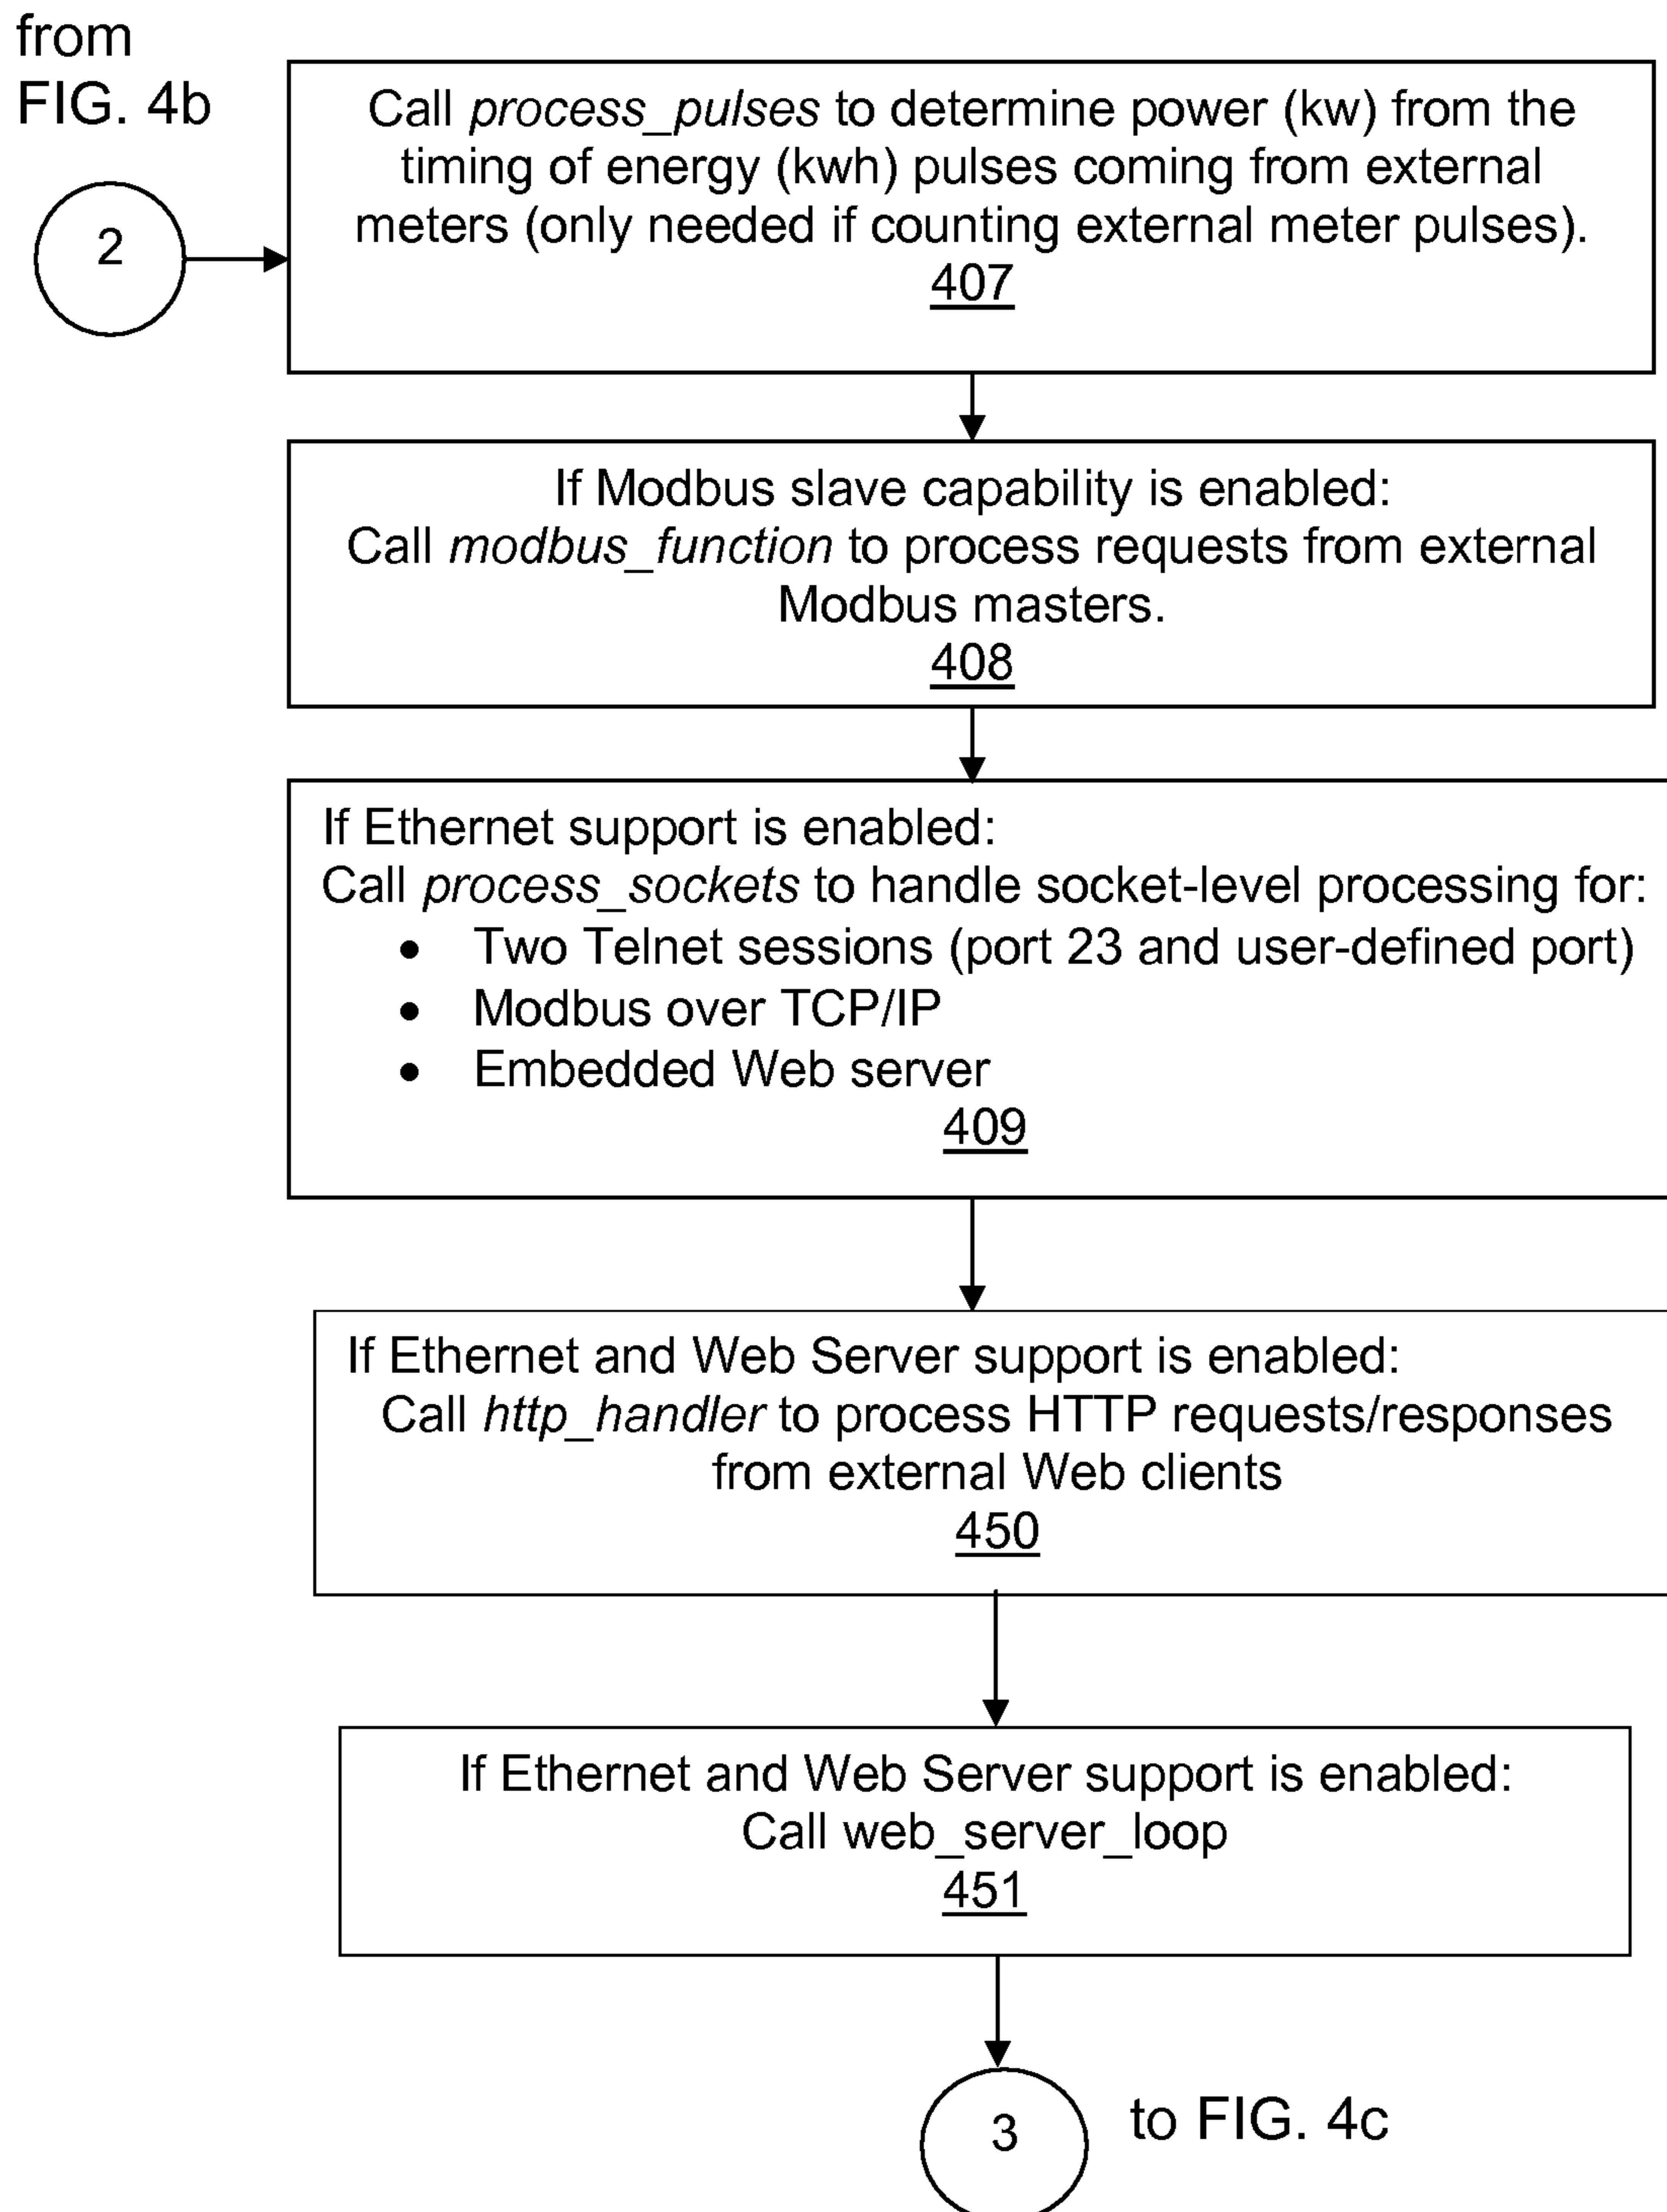 from
FIG. 4b
2
Call process_pulses to determine power (kw) from the
timing of energy (kwh) pulses coming from external
meters (only needed if counting external meter pulses).
407
If Modbus slave capability is enabled:
Call modbus_function to process requests from external
Modbus masters.
408
If Ethernet support is enabled:
Call process_sockets to handle socket-level processing for:
• Two Telnet sessions (port 23 and user-defined port)
• Modbus over TCP/IP
• Embedded Web server
409
If Ethernet and Web Server support is enabled:
Call http_handler to process HTTP requests/responses
from external Web clients
450
If Ethernet and Web Server support is enabled:
Call web_server_loop
451
3
to FIG. 4c